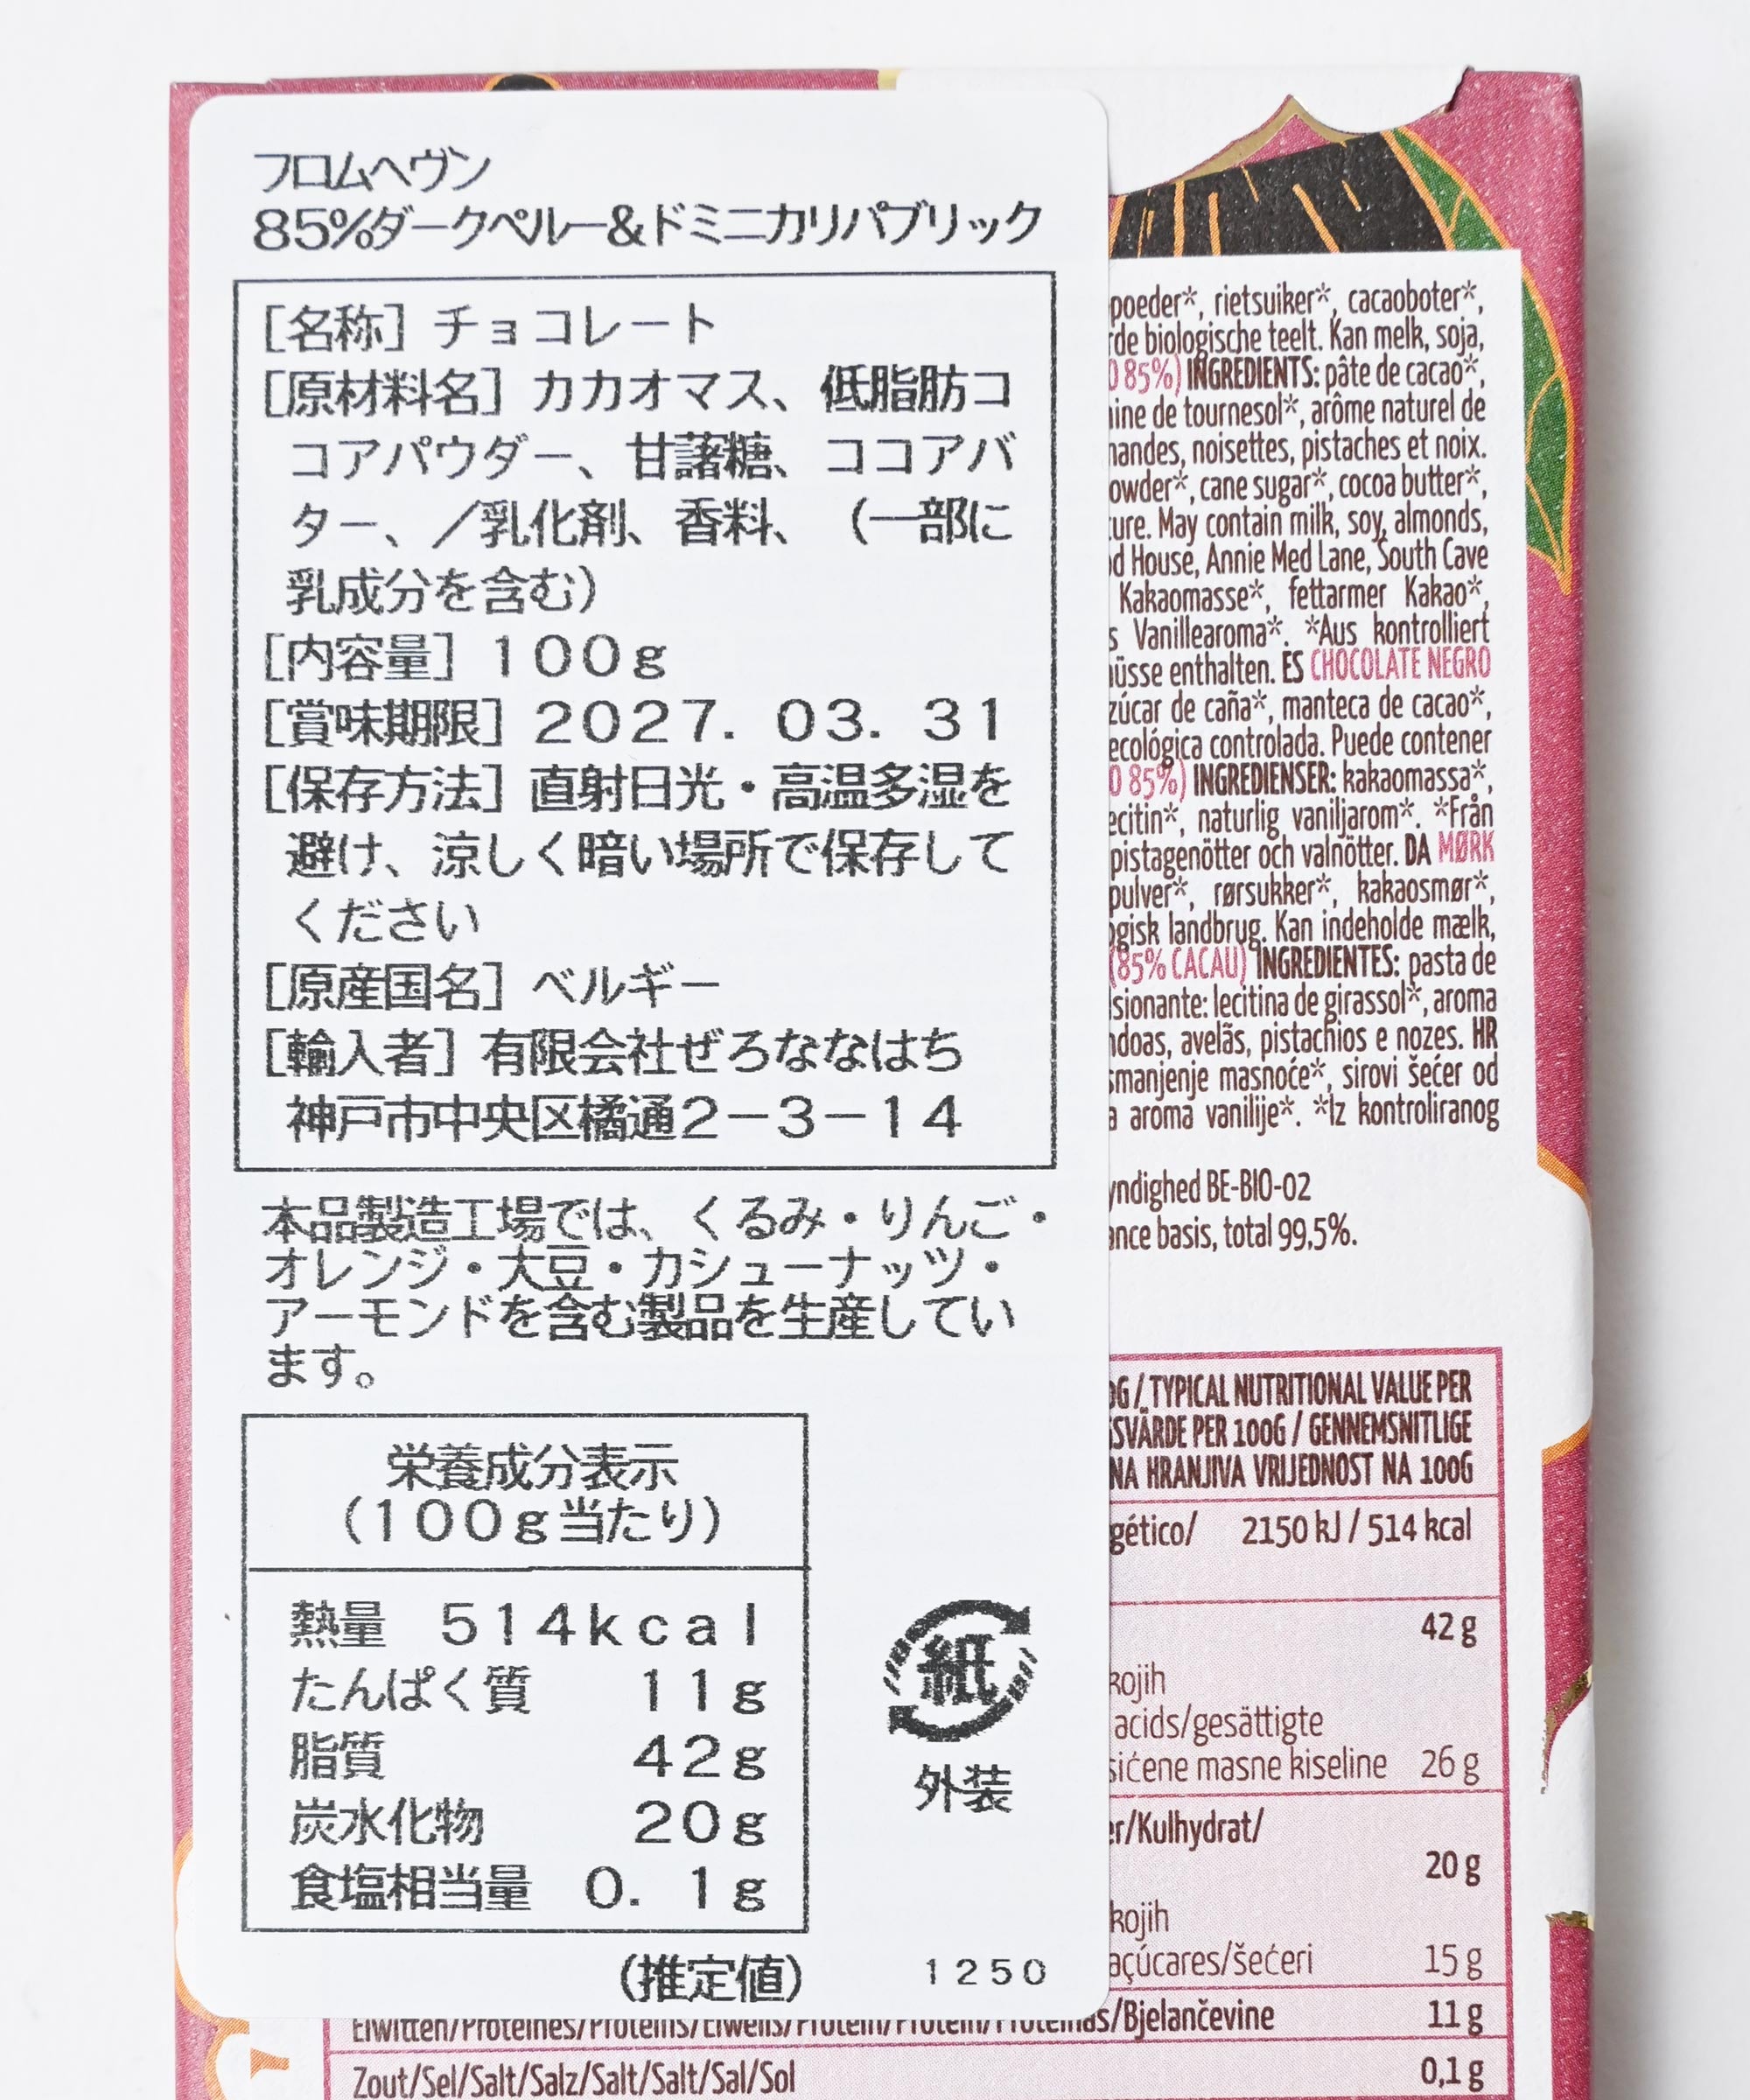 フロムヘヴン
85%ダークペルー&ドミニカリパブリック
[名称] チョコレート
[原材料名] カカオマス、低脂肪コ
コアパウダー、甘藷糖、ココアバ
ター、／乳化剤、香料、（一部に
乳成分を含む）
[内容量] 100g
[賞味期限] 2027. 03. 31
[保存方法] 直射日光・高温多湿を
避け、涼しく暗い場所で保存して
ください
[原産国名] ベルギー
[輸入者] 有限会社ぜろななはち
神戸市中央区橘通2－3－14
本品製造工場では、くるみ・りんご・
オレンジ・大豆・カシューナッツ・
アーモンドを含む製品を生産してい
ます。
栄養成分表示
（100g当たり）
熱量 514kcal
たんぱく質 11g
脂質 42g
炭水化物 20g
食塩相当量 0. 1g
（推定値） 1250
紙
外装
poeder*, rietsuiker*, cacaoboter*,
de biologische teelt. Kan melk, soja,
85%) INGREDIENTS: pâte de cacao*,
ine de tournesol*, arôme naturel de
andes, noisettes, pistaches et noix.
owder*, cane sugar*, cocoa butter*,
ure. May contain milk, soy, almonds,
d House, Annie Med Lane, South Cave
Kakaomasse*, fettarmer Kakao*,
s Vanillearoma*. *Aus kontrolliert
üsse enthalten. ES CHOCOLATE NEGRO
zúcar de caña*, manteca de cacao*,
ecológica controlada. Puede contener
85%) INGREDIENSER: kakaomassa*,
ecitin*, naturlig vaniljarom*. *Från
pistagenötter och valnötter. DA MØRK
pulver*, rørsukker*, kakaosmør*,
gisk landbrug. Kan indeholde mælk,
(85% CACAU) INGREDIENTES: pasta de
sionante: lecitina de girassol*, aroma
doas, avelãs, pistachios e nozes. HR
smanjenje masnoće*, sirovi šećer od
a aroma vanilije*. *Iz kontroliranog
yndighed BE-BIO-02
ance basis, total 99,5%.
G / TYPICAL NUTRITIONAL VALUE PER
SVÄRDE PER 100G / GENNEMSNITLIGE
NA HRANJIVA VRIJEDNOST NA 100G
gético/ 2150 kJ / 514 kcal
42 g
kojih
acids/gesättigte
sićene masne kiseline 26 g
er/Kulhydrat/
20 g
kojih
açúcares/šećeri 15 g
Eiwitten/Proteïnes/Proteins/Eiweiß/Protein/Protein/Proteínas/Bjelančevine 11 g
Zout/Sel/Salt/Salz/Salt/Salt/Sal/Sol 0,1 g